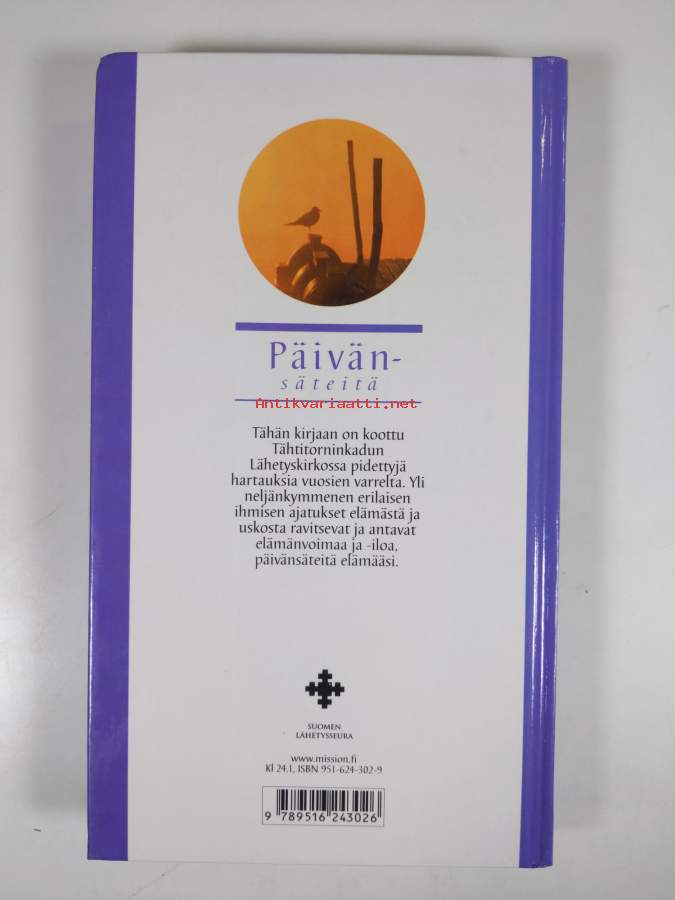 Päivän-
säteitä
Antikvariaatti.net
Tähän kirjaan on koottu
Tähtitorninkadun
Lähetyskirkossa pidettyjä
hartauksia vuosien varrelta. Yli
neljänkymmenen erilaisen
ihmisen ajatukset elämästä ja
uskosta ravitsevat ja antavat
elämänvoimaa ja -iloa,
päivänsäteitä elämääsi.
SUOMEN
LÄHETYSSEURA
www.mission.fi
Kl 24.1, ISBN 951-624-302-9
9 789516 243026